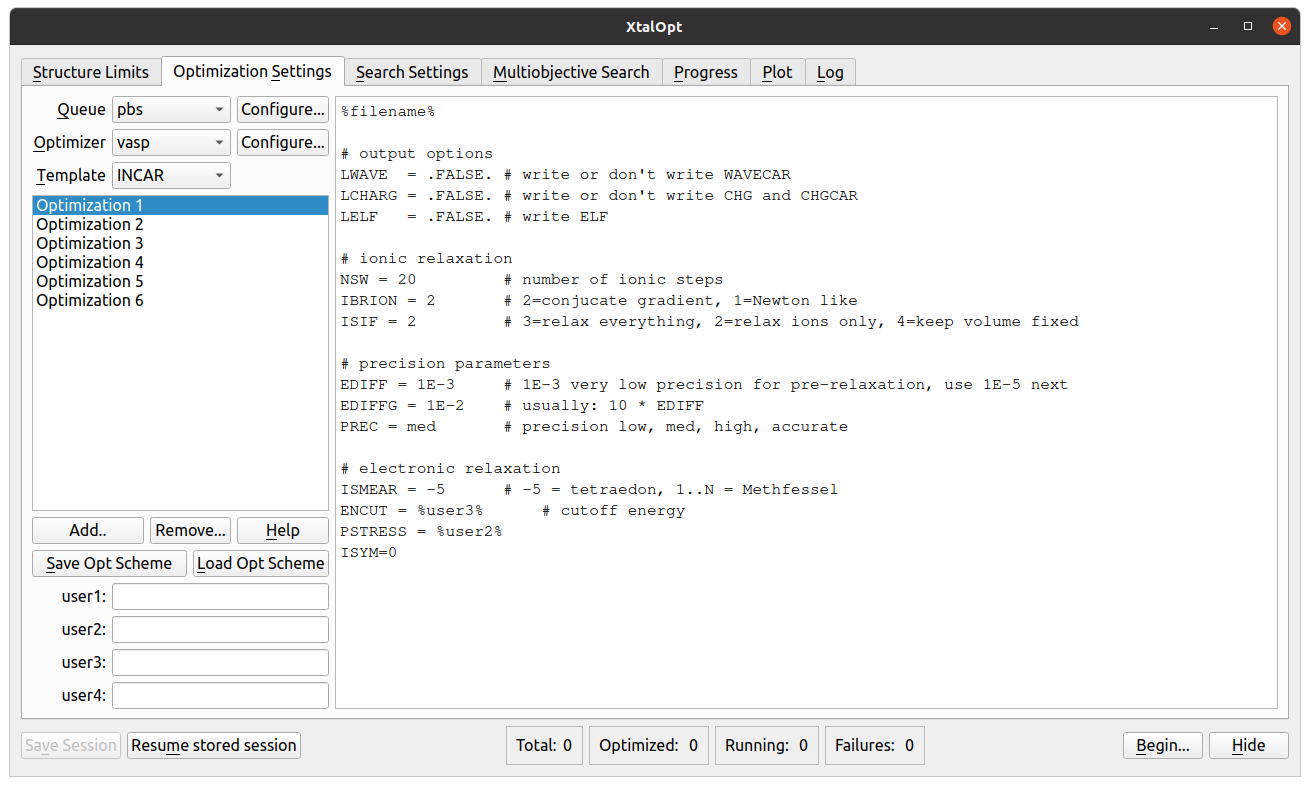 XtalOpt
Structure Limits Optimization Settings Search Settings Multiobjective Search Progress Plot Log
Queue pbs Configure...
Optimizer vasp Configure...
Template INCAR
Optimization 1
Optimization 2
Optimization 3
Optimization 4
Optimization 5
Optimization 6
Add.. Remove... Help
Save Opt Scheme Load Opt Scheme
user1:
user2:
user3:
user4:
%filename%
# output options
LWAVE = .FALSE. # write or don't write WAVECAR
LCHARG = .FALSE. # write or don't write CHG and CHGCAR
LELF = .FALSE. # write ELF
# ionic relaxation
NSW = 20 # number of ionic steps
IBRION = 2 # 2=conjucate gradient, 1=Newton like
ISIF = 2 # 3=relax everything, 2=relax ions only, 4=keep volume fixed
# precision parameters
EDIFF = 1E-3 # 1E-3 very low precision for pre-relaxation, use 1E-5 next
EDIFFG = 1E-2 # usually: 10 * EDIFF
PREC = med # precision low, med, high, accurate
# electronic relaxation
ISMEAR = -5 # -5 = tetraedon, 1..N = Methfessel
ENCUT = %user3% # cutoff energy
PSTRESS = %user2%
ISYM=0
Save Session Resume stored session Total: 0 Optimized: 0 Running: 0 Failures: 0 Begin... Hide